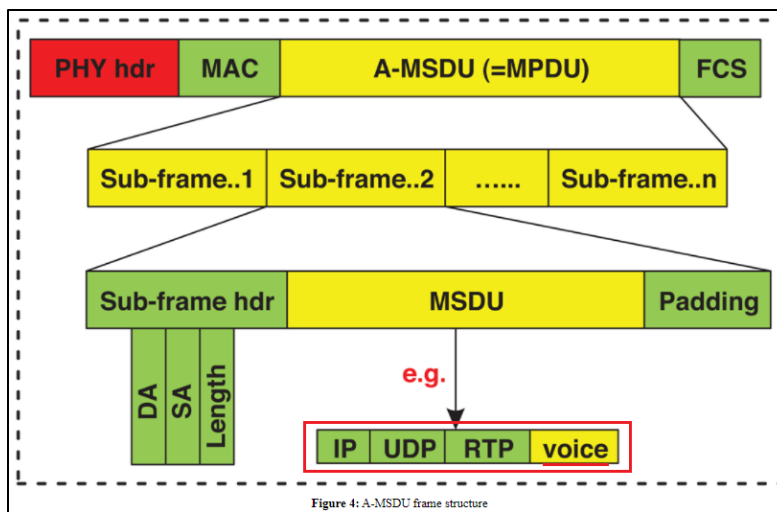 PHY hdr MAC A-MSDU (=MPDU) FCS
Sub-frame..1 Sub-frame..2 ...... Sub-frame..n
Sub-frame hdr MSDU Padding
DA SA Length
e.g.
IP UDP RTP voice
Figure 4: A-MSDU frame structure